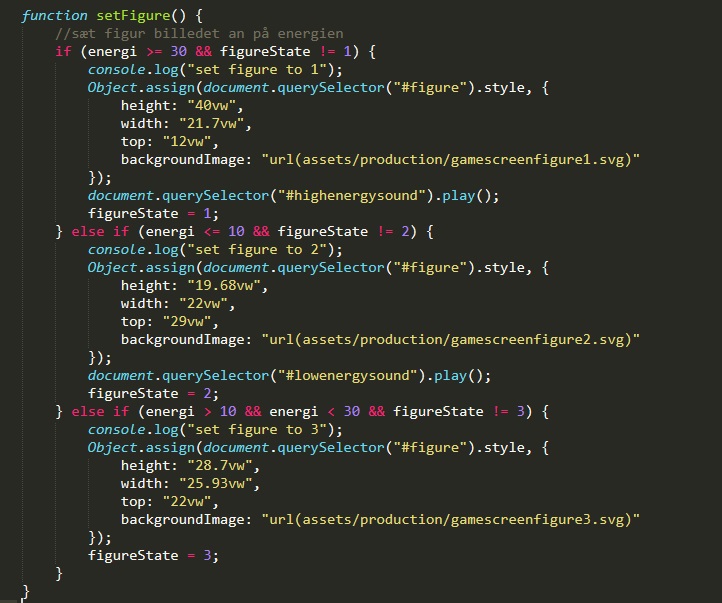 function setFigure() {
    //sæt figur billedet an på energien
    if (energi >= 30 && figureState != 1) {
        console.log("set figure to 1");
        Object.assign(document.querySelector("#figure").style, {
            height: "40vw",
            width: "21.7vw",
            top: "12vw",
            backgroundImage: "url(assets/production/gamescreenfigure1.svg)"
        });
        document.querySelector("#highenergysound").play();
        figureState = 1;
    } else if (energi <= 10 && figureState != 2) {
        console.log("set figure to 2");
        Object.assign(document.querySelector("#figure").style, {
            height: "19.68vw",
            width: "22vw",
            top: "29vw",
            backgroundImage: "url(assets/production/gamescreenfigure2.svg)"
        });
        document.querySelector("#lowenergysound").play();
        figureState = 2;
    } else if (energi > 10 && energi < 30 && figureState != 3) {
        console.log("set figure to 3");
        Object.assign(document.querySelector("#figure").style, {
            height: "28.7vw",
            width: "25.93vw",
            top: "22vw",
            backgroundImage: "url(assets/production/gamescreenfigure3.svg)"
        });
        figureState = 3;
    }
}